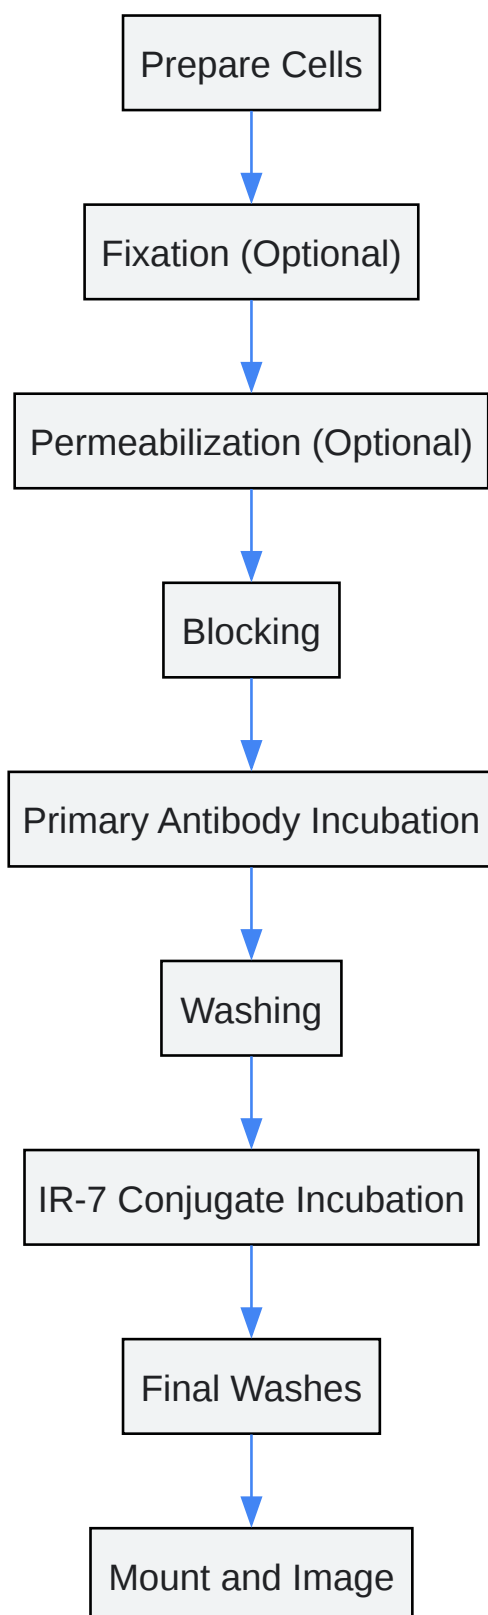 Prepare Cells
Fixation (Optional)
Permeabilization (Optional)
Blocking
Primary Antibody Incubation
Washing
IR-7 Conjugate Incubation
Final Washes
Mount and Image